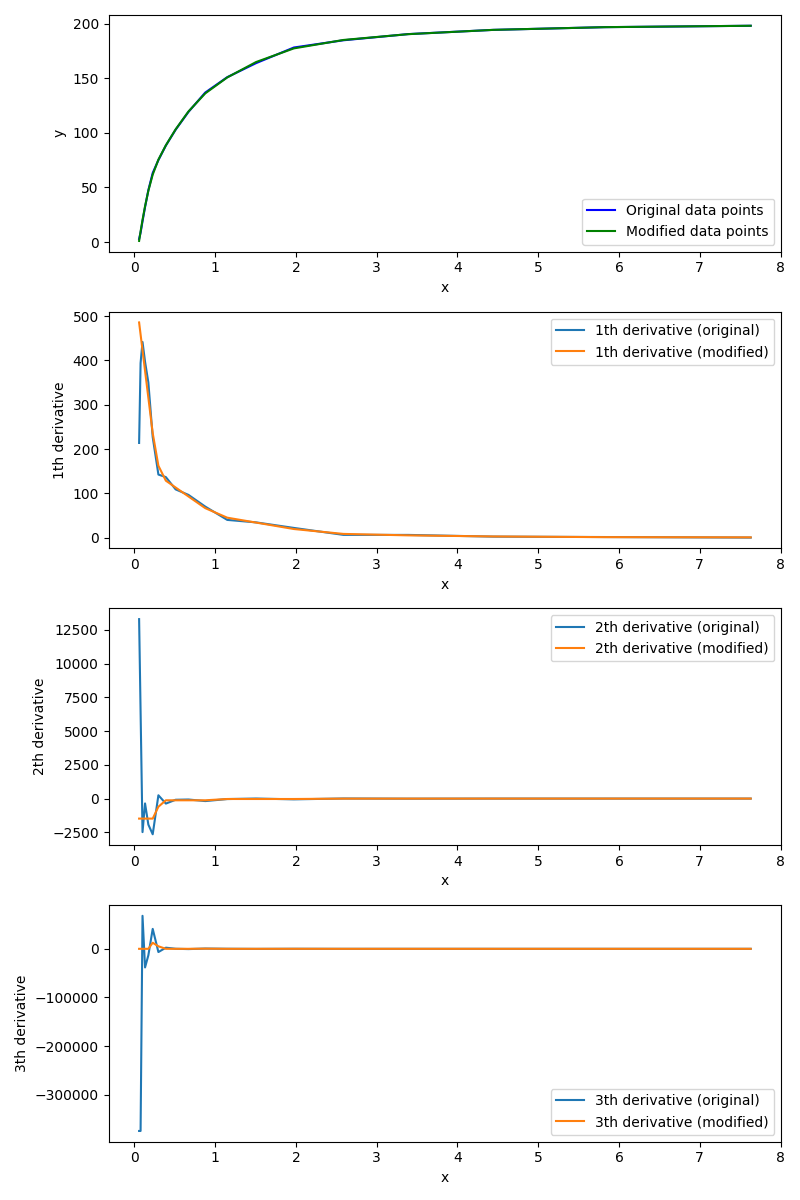 200
150
100
50
0
y
Original data points
Modified data points
0 1 2 3 4 5 6 7 8
x
500
400
300
200
100
0
1th derivative
1th derivative (original)
1th derivative (modified)
0 1 2 3 4 5 6 7 8
x
12500
10000
7500
5000
2500
0
−2500
2th derivative
2th derivative (original)
2th derivative (modified)
0 1 2 3 4 5 6 7 8
x
0
−100000
−200000
−300000
3th derivative
3th derivative (original)
3th derivative (modified)
0 1 2 3 4 5 6 7 8
x